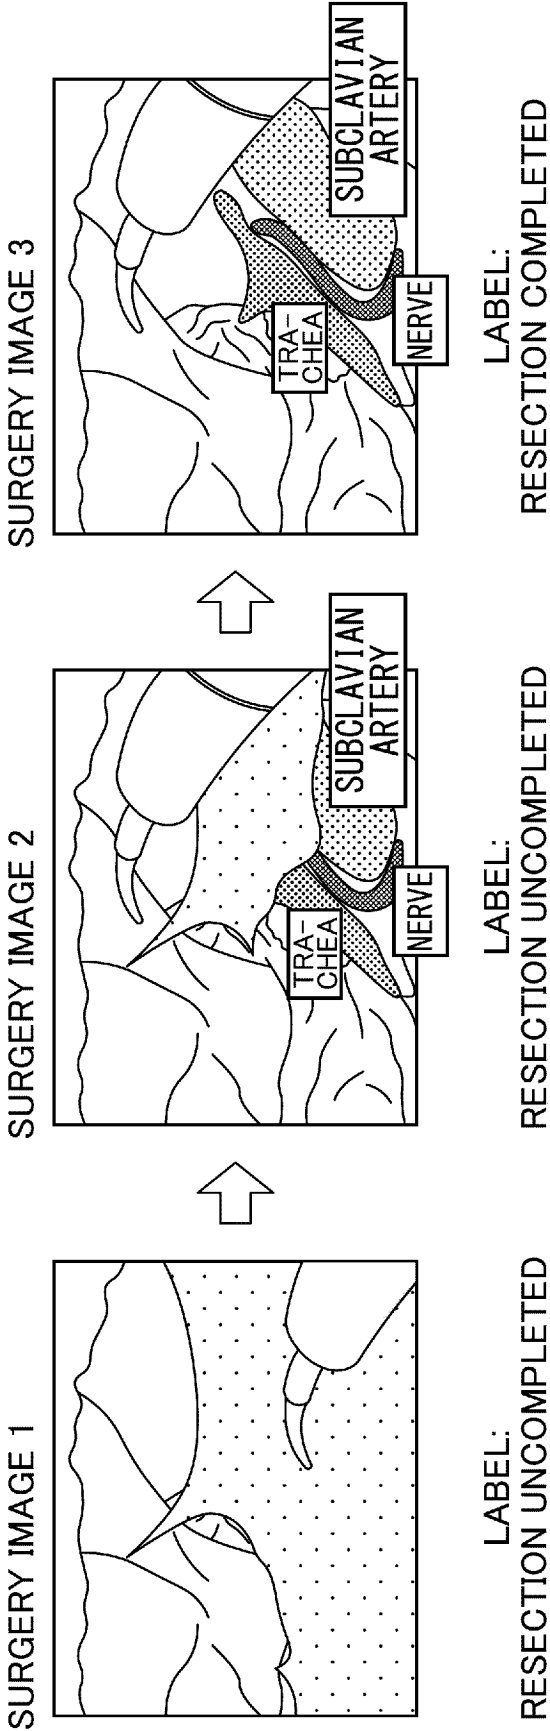 SURGERY IMAGE 1
LABEL:
RESECTION UNCOMPLETED
SURGERY IMAGE 2
TRA-
CHEA
SUBCLAVIAN
ARTERY
NERVE
LABEL:
RESECTION UNCOMPLETED
SURGERY IMAGE 3
TRA-
CHEA
SUBCLAVIAN
ARTERY
NERVE
LABEL:
RESECTION COMPLETED